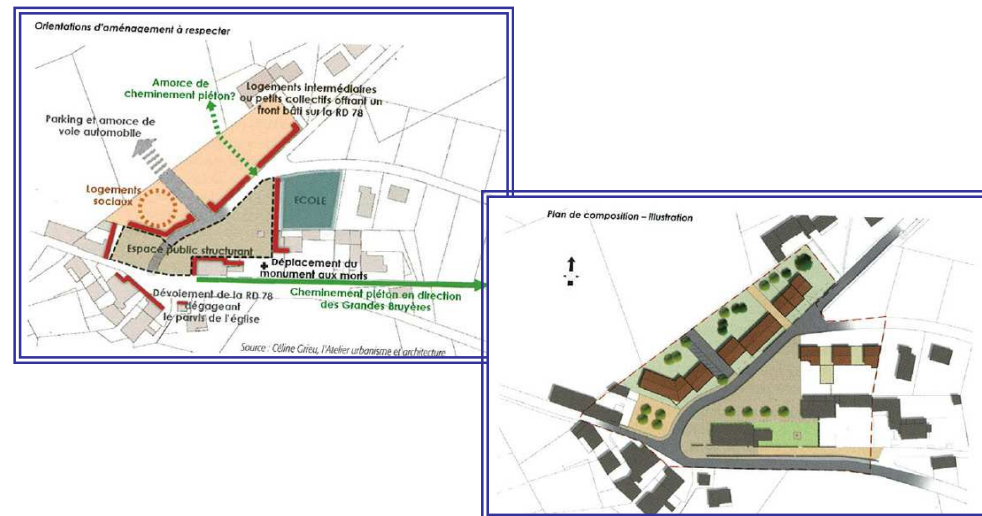 Orientations d'aménagement à respecter
Amorce de
cheminement piéton?
Logements intermédiaires
ou petits collectifs offrant un
front bâti sur la RD 78
Parking et amorce de
voie automobile
Logements
sociaux
ECOLE
Espace public structurant
Déplacement du
monument aux morts
Dévoiement de la RD 78
dégageant
le parvis de l'église
Cheminement piéton en direction
des Grandes Bruyères
Source : Céline Grieu, l'Atelier urbanisme et architecture
Plan de composition – Illustration